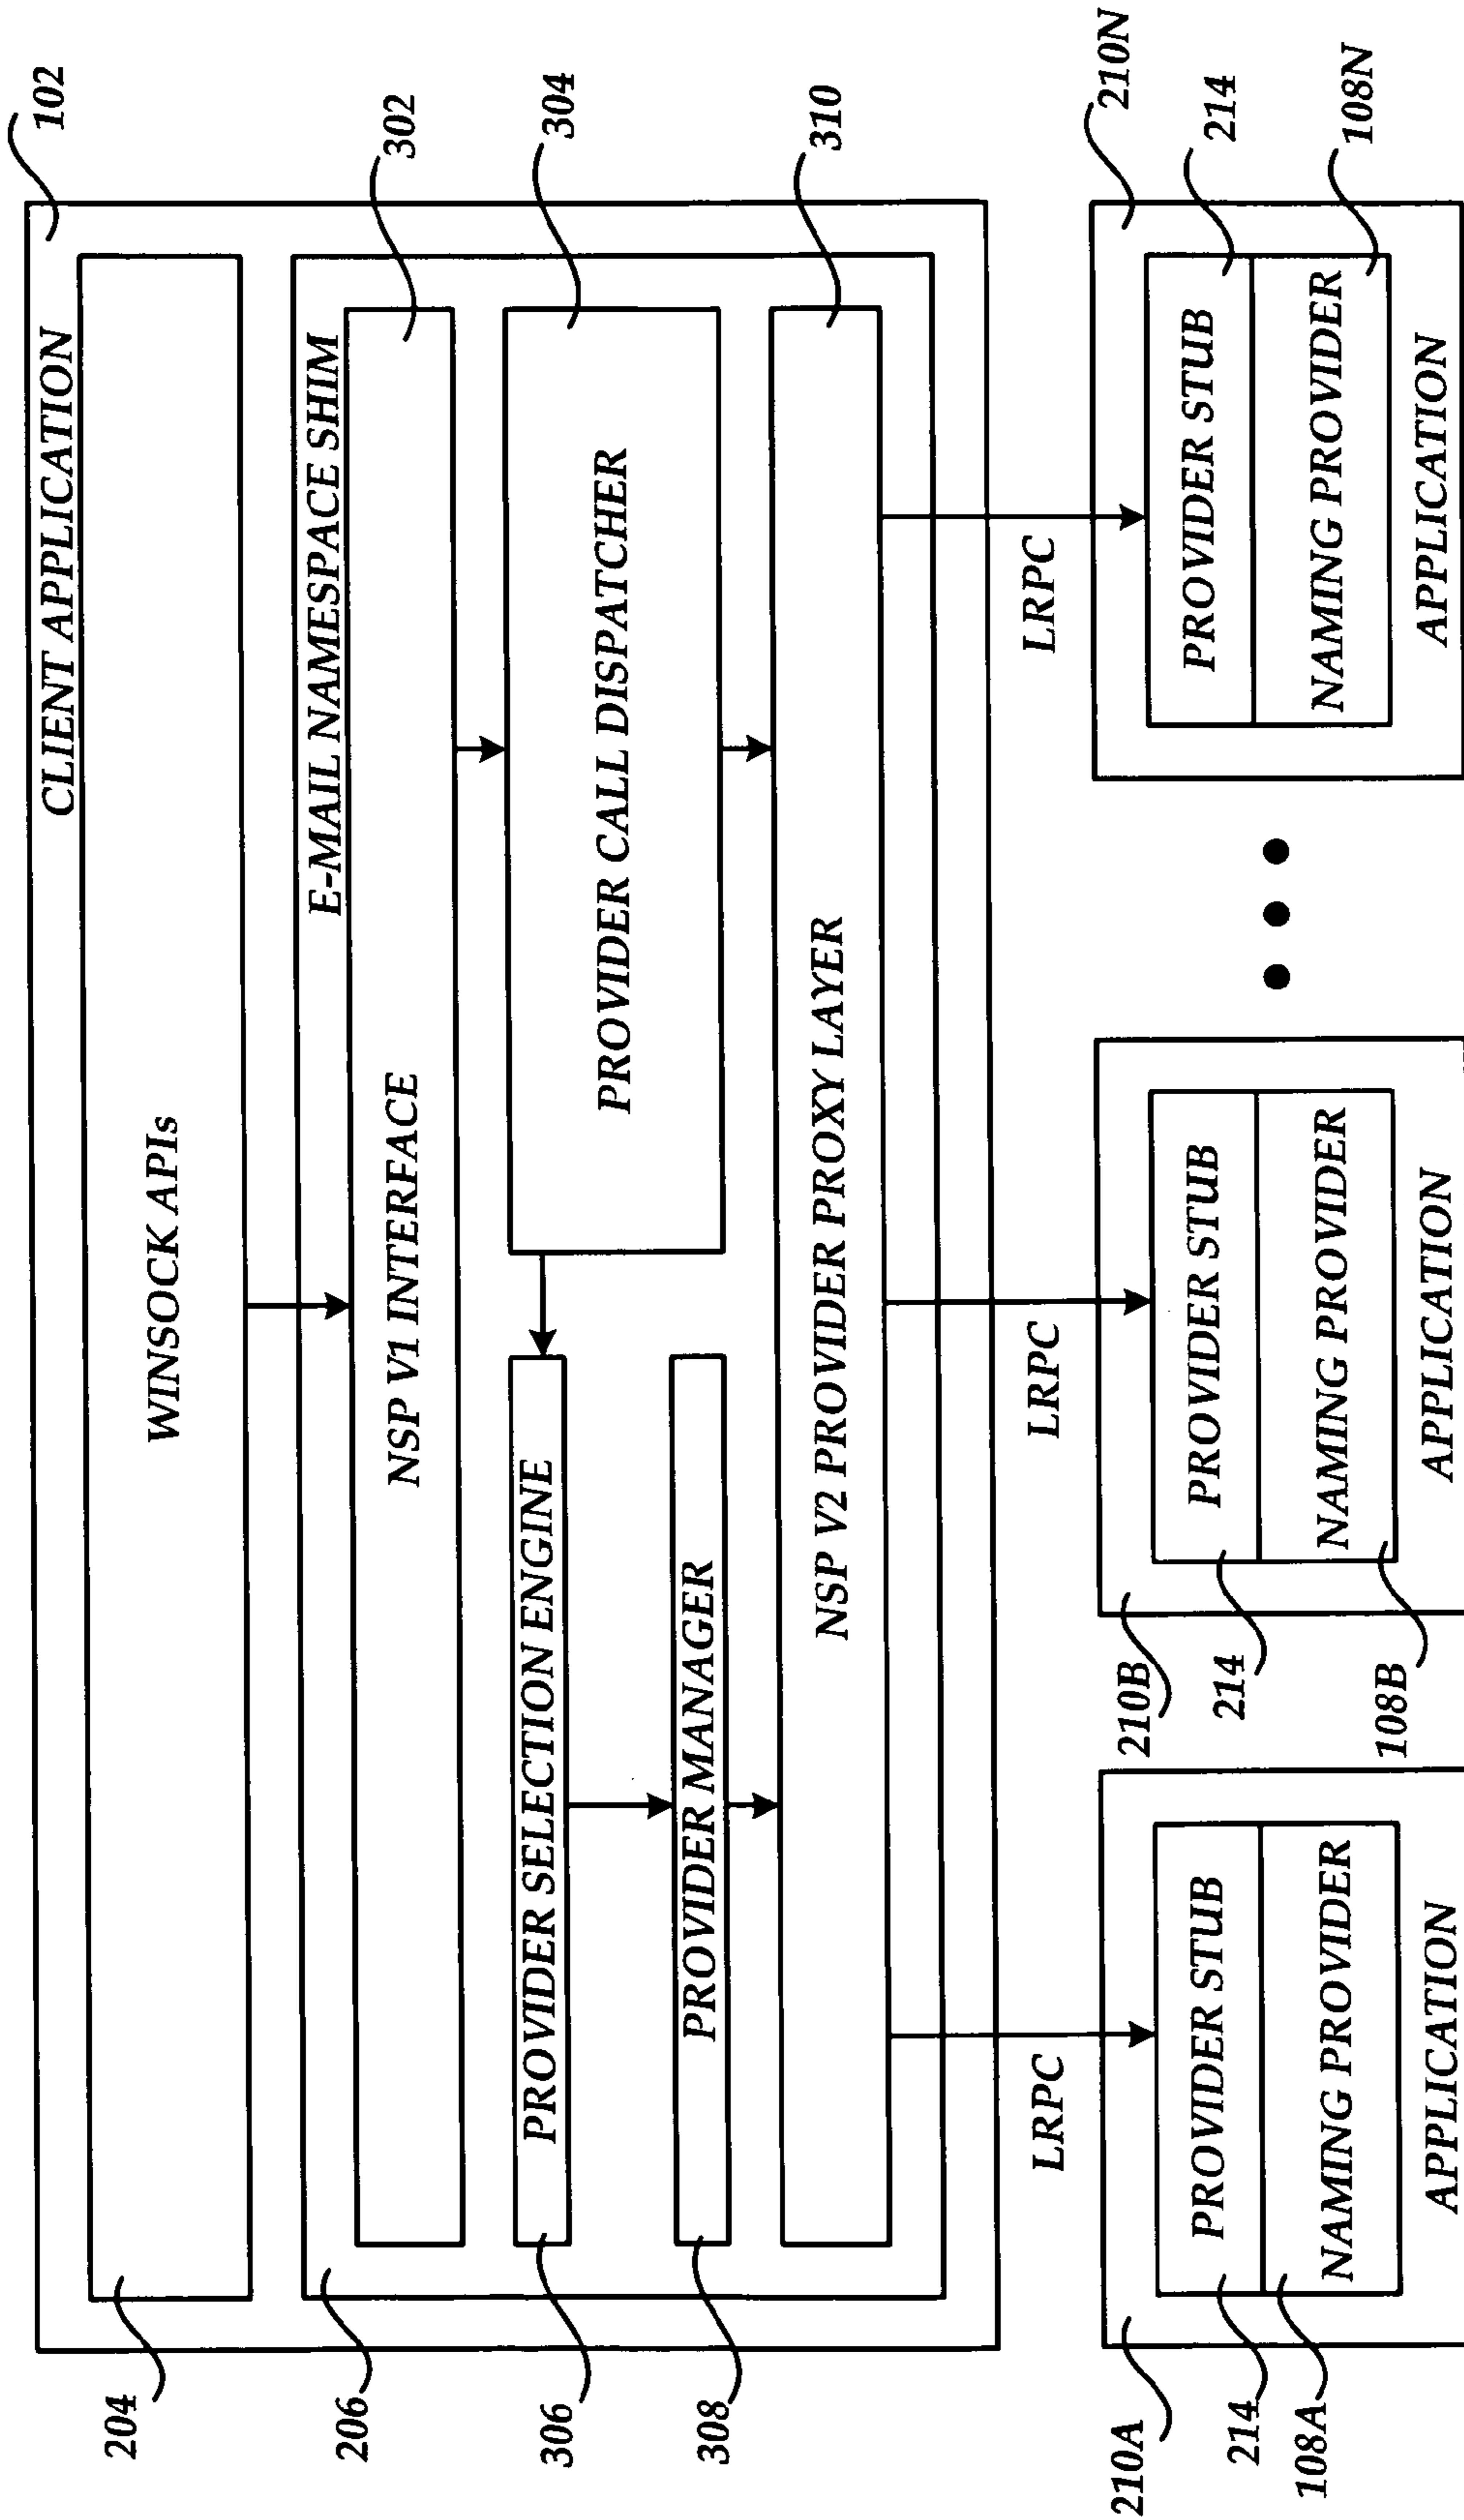 CLIENT APPLICATION
102
WINSOCK APIs
204
E-MAIL NAMESPACE SHIM
206
NSP V1 INTERFACE
302
PROVIDER SELECTION ENGINE
306
PROVIDER CALL DISPATCHER
304
PROVIDER MANAGER
308
NSP V2 PROVIDER PROXY LAYER
310
LRPC
LRPC
LRPC
210A
PROVIDER STUB
214
NAMING PROVIDER
108A
APPLICATION
210B
PROVIDER STUB
214
NAMING PROVIDER
108B
APPLICATION
210N
PROVIDER STUB
214
NAMING PROVIDER
108N
APPLICATION